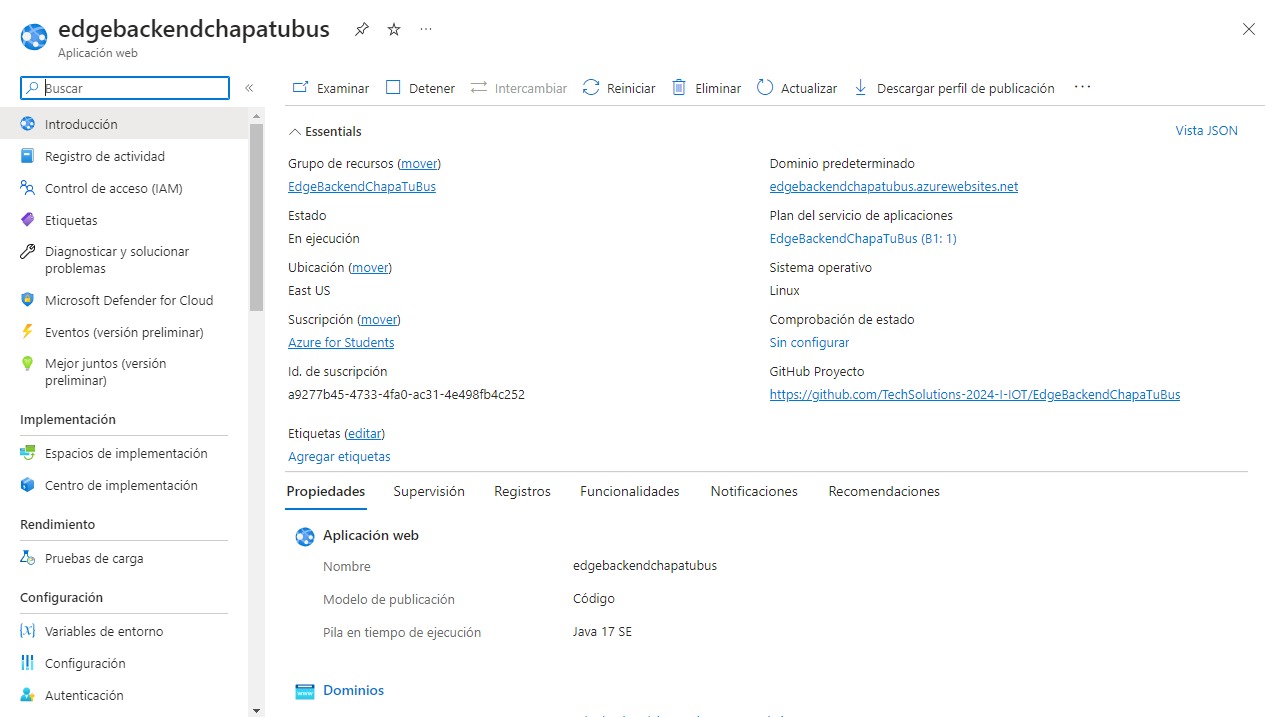 edgebackendchapatubus
Aplicación web
Buscar
Introducción
Registro de actividad
Control de acceso (IAM)
Etiquetas
Diagnosticar y solucionar
problemas
Microsoft Defender for Cloud
Eventos (versión preliminar)
Mejor juntos (versión
preliminar)
Implementación
Espacios de implementación
Centro de implementación
Rendimiento
Pruebas de carga
Configuración
Variables de entorno
Configuración
Autenticación
Examinar Detener Intercambiar Reiniciar Eliminar Actualizar Descargar perfil de publicación
Essentials
Vista JSON
Grupo de recursos (mover)
EdgeBackendChapaTuBus
Estado
En ejecución
Ubicación (mover)
East US
Suscripción (mover)
Azure for Students
Id. de suscripción
a9277b45-4733-4fa0-ac31-4e498fb4c252
Dominio predeterminado
edgebackendchapatubus.azurewebsites.net
Plan del servicio de aplicaciones
EdgeBackendChapaTuBus (B1: 1)
Sistema operativo
Linux
Comprobación de estado
Sin configurar
GitHub Proyecto
https://github.com/TechSolutions-2024-I-IOT/EdgeBackendChapaTuBus
Etiquetas (editar)
Agregar etiquetas
Propiedades Supervisión Registros Funcionalidades Notificaciones Recomendaciones
Aplicación web
Nombre edgebackendchapatubus
Modelo de publicación Código
Pila en tiempo de ejecución Java 17 SE
www
Dominios